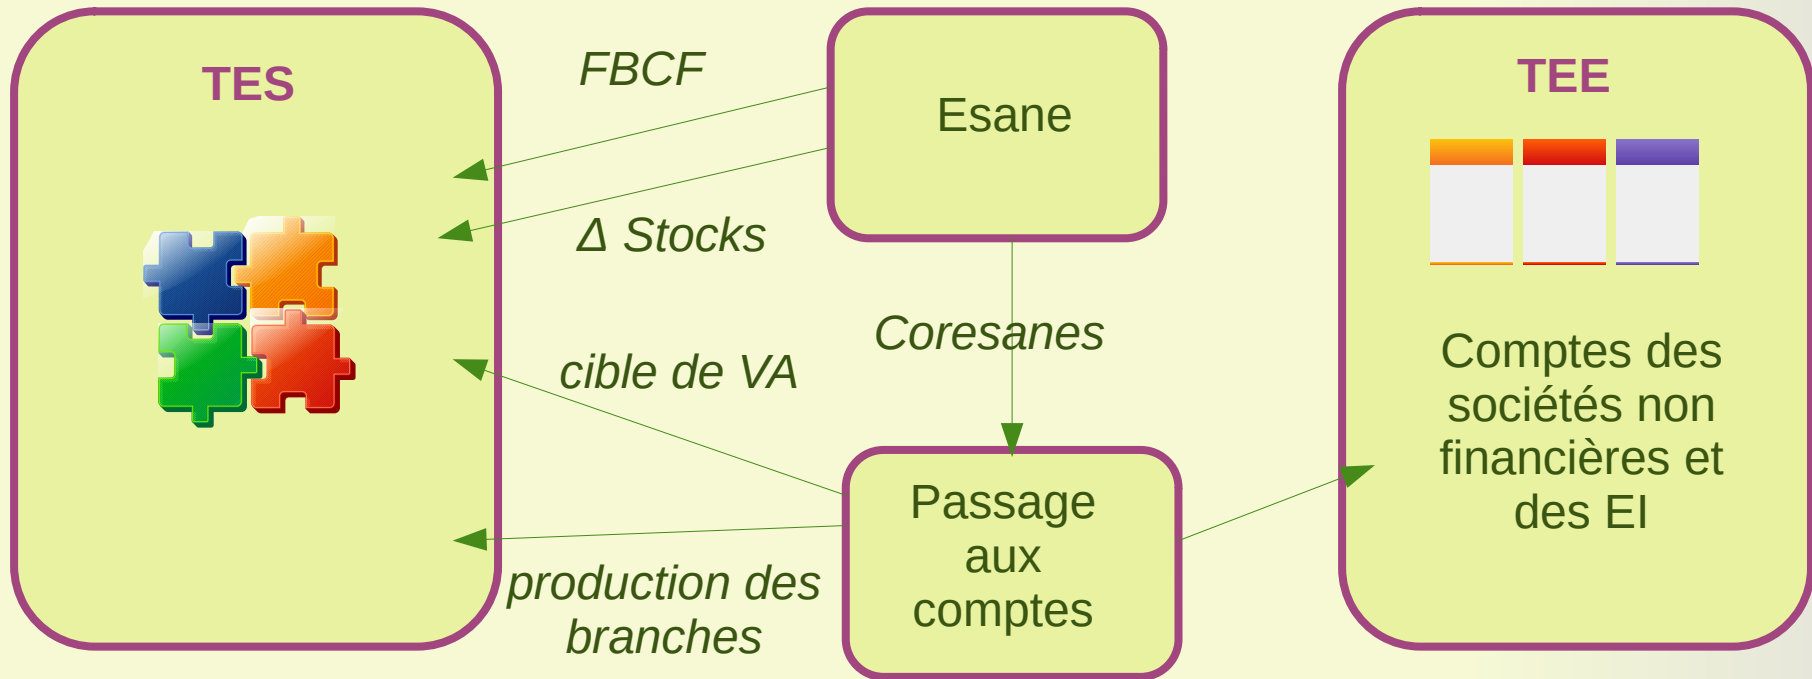 TES
FBCF
Δ Stocks
cible de VA
production des
branches
Esane
Coresanes
Passage
aux
comptes
TEE
Comptes des
sociétés non
financières et
des EI